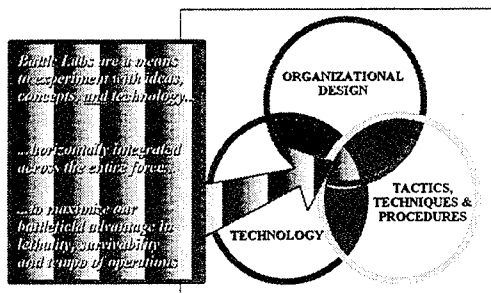 Battle Labs are a means
to experiment with ideas,
concepts, and technology...
...horizontally integrated
across the entire force...
...to maximize our
battlefield advantage in
lethality, survivability
and tempo of operations
ORGANIZATIONAL
DESIGN
TECHNOLOGY
TACTICS,
TECHNIQUES &
PROCEDURES